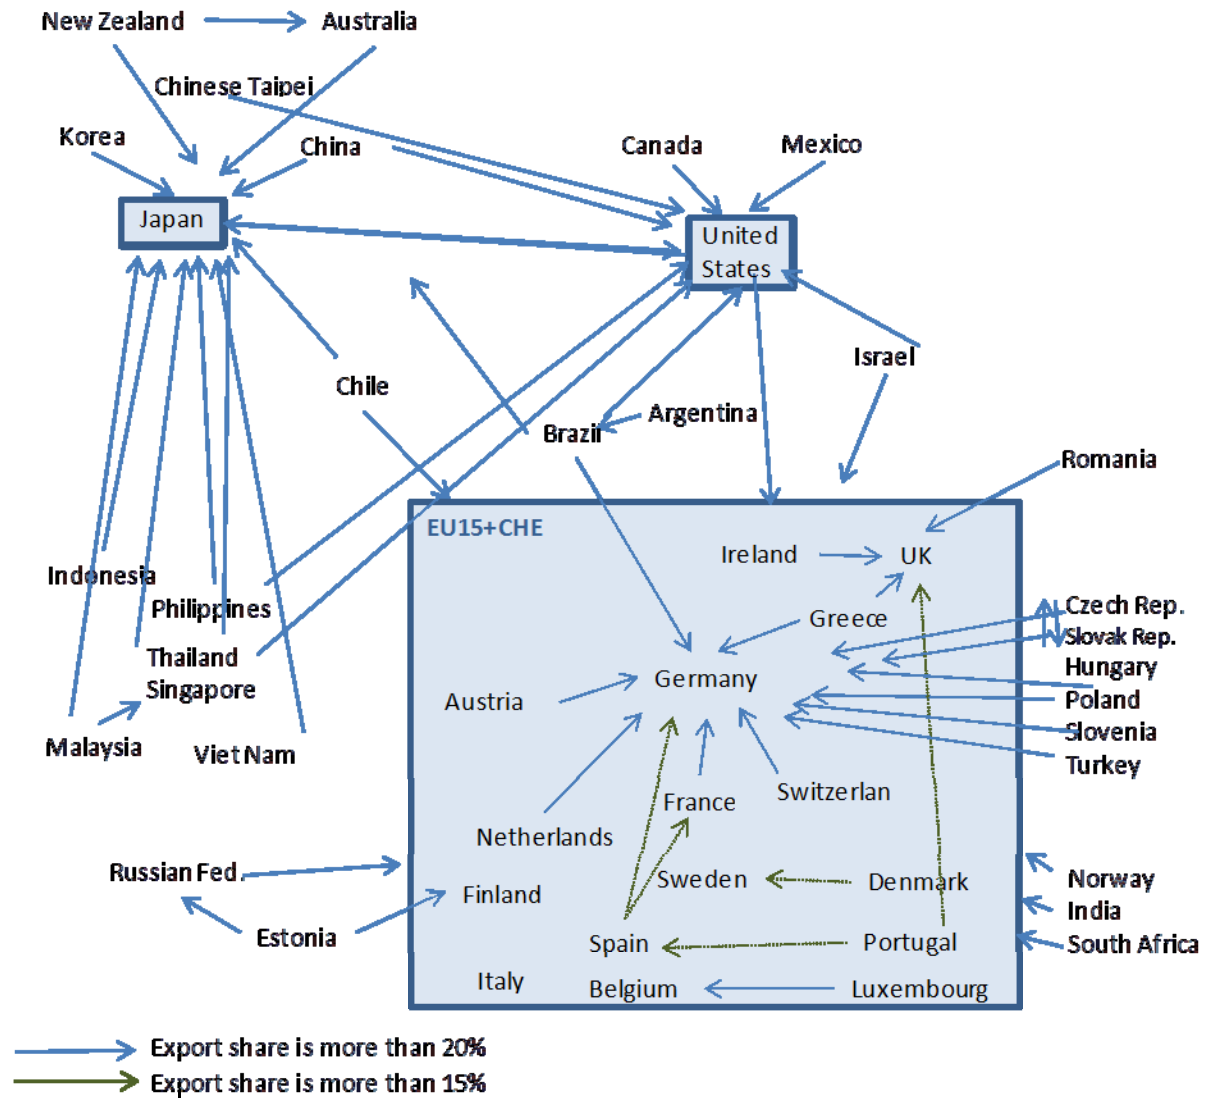 New Zealand
Australia
Chinese Taipei
Korea
China
Canada
Mexico
Japan
United
States
Israel
Chile
Argentina
Brazil
Romania
EU15+CHE
Ireland
UK
Indonesia
Philippines
Greece
Czech Rep.
Slovak Rep.
Thailand
Hungary
Singapore
Germany
Austria
Poland
Slovenia
Malaysia
Viet Nam
Turkey
France
Switzerlan
Netherlands
Russian Fed.
Sweden
Denmark
Norway
Finland
India
Estonia
Spain
Portugal
South Africa
Italy
Belgium
Luxembourg
Export share is more than 20%
Export share is more than 15%